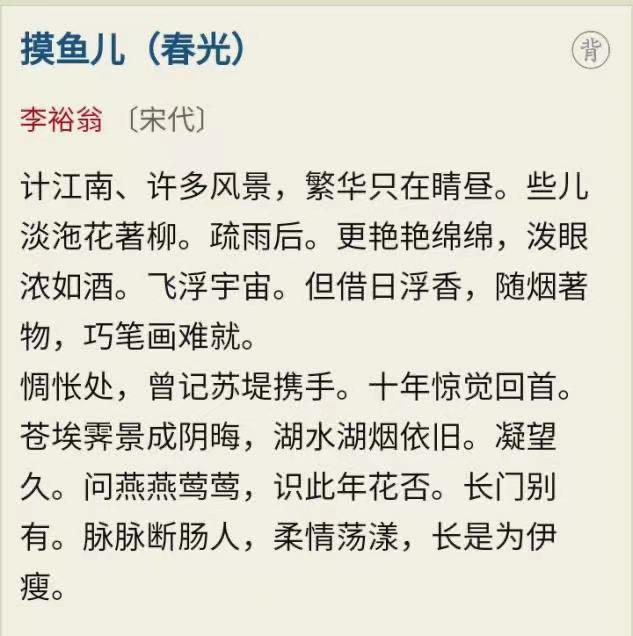 摸鱼儿（春光）
背
李裕翁 〔宋代〕
计江南、许多风景，繁华只在晴昼。些儿
淡沲花著柳。疏雨后。更艳艳绵绵，泼眼
浓如酒。飞浮宇宙。但借日浮香，随烟著
物，巧笔画难就。
惆怅处，曾记苏堤携手。十年惊觉回首。
苍埃霁景成阴晦，湖水湖烟依旧。凝望
久。问燕燕莺莺，识此年花否。长门别
有。脉脉断肠人，柔情荡漾，长是为伊
瘦。